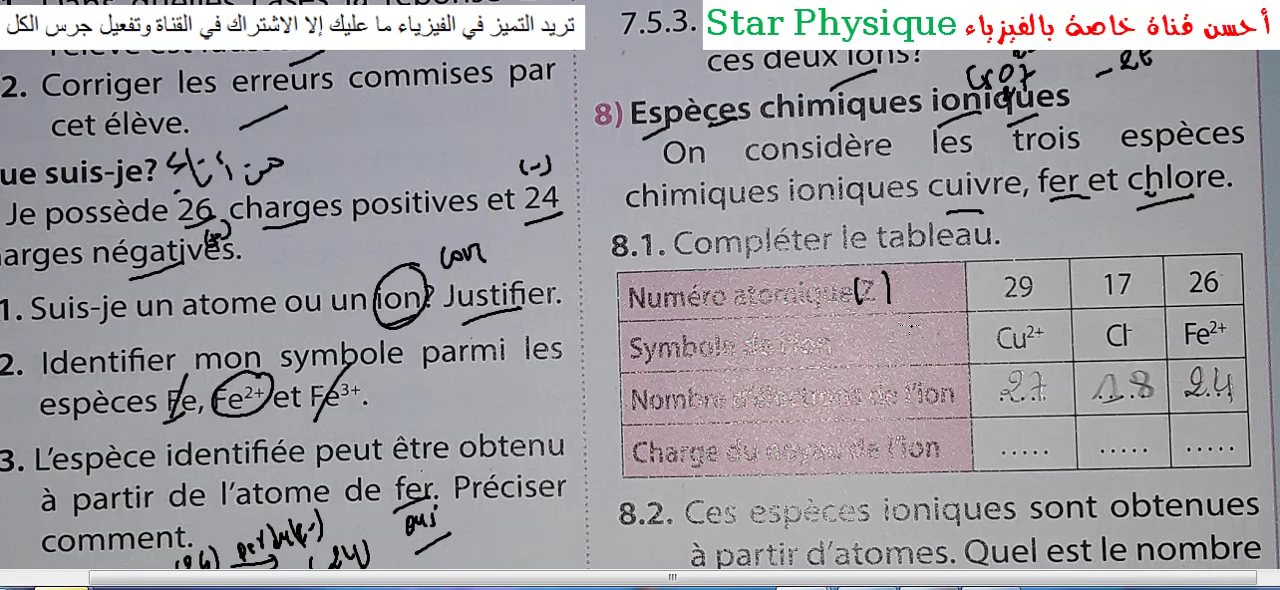 تريد التميز في الفيزياء ما عليك إلا الاشتراك في القناة وتفعيل جرس الكل
أحسن قناة خاصة بالفيزياء Star Physique
2. Corriger les erreurs commises par
cet élève.
ue suis-je? من أنا؟
(-)
Je possède 26 charges positives et 24
arges négatives.
ion
1. Suis-je un atome ou un ion? Justifier.
2. Identifier mon symbole parmi les
espèces Fe, Fe2+ et Fe3+.
3. L'espèce identifiée peut être obtenu
à partir de l'atome de fer. Préciser
comment. oui
7.5.3.
ces deux ions?
8) Espèces chimiques ioniques
On considère les trois espèces
chimiques ioniques cuivre, fer et chlore.
8.1. Compléter le tableau.
Numéro atomique (Z) 29 17 26
Symbole de l'ion Cu2+ Cl- Fe2+
Nombre d'électrons de l'ion 27 18 24
Charge du noyau de l'ion ..... ..... .....
8.2. Ces espèces ioniques sont obtenues
à partir d'atomes. Quel est le nombre